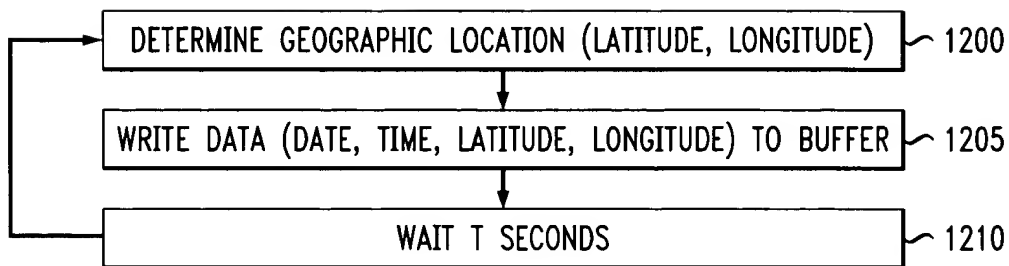 DETERMINE GEOGRAPHIC LOCATION (LATITUDE, LONGITUDE) 1200
WRITE DATA (DATE, TIME, LATITUDE, LONGITUDE) TO BUFFER 1205
WAIT T SECONDS 1210